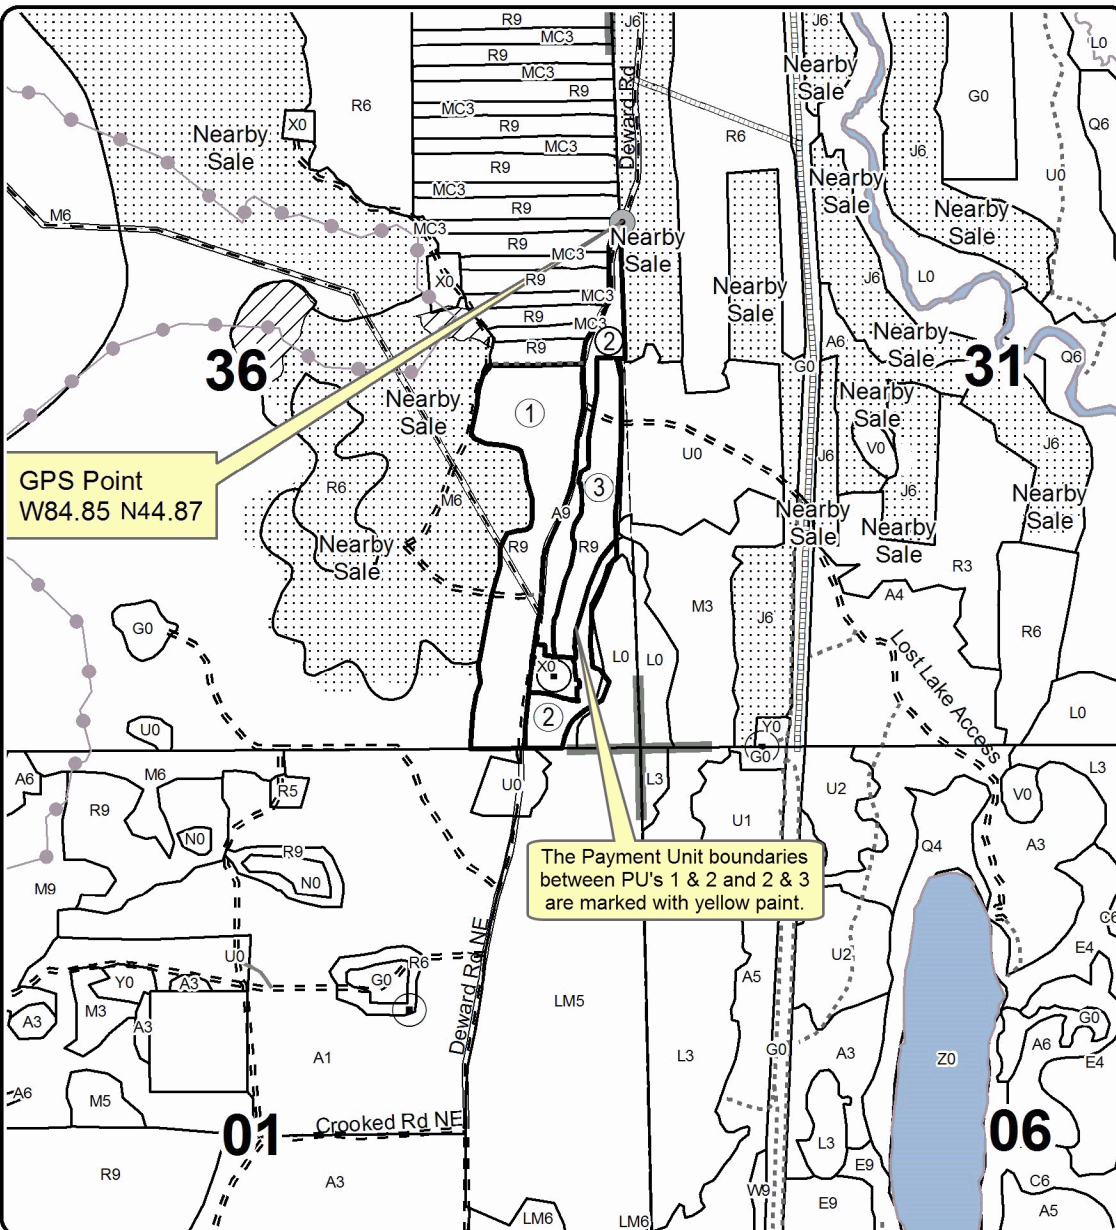 R9
J6
J6
MC3
L0
R9
Nearby
Sale
MC3
R9
G0
R6
MC3
Deward Rd
X0
Nearby
Sale
R9
Q6
R6
MC3
J6
R9
U0
Nearby
Sale
MC3
R9
Nearby
Sale
M6
MC3
R9
Nearby
Sale
MC3
X0
R9
J6
L0
Nearby
Sale
MC3
R9
MC3
Nearby
Sale
A6
R9
2
36
G0
31
Q6
Nearby
Sale
Nearby
Sale
1
J6
V0
U0
J6
GPS Point
W84.85 N44.87
R6
3
M6
J6
Nearby
Sale
A9
Nearby
Sale
Nearby
Sale
Nearby
Sale
R9
R9
R3
A4
M3
J6
R6
G0
Lost Lake Access
L0
L0
X0
2
L0
Y0
U0
G0
A6
M6
R5
U0
L3
L3
U2
V0
R9
U1
N0
R9
N0
Q4
A3
M9
The Payment Unit boundaries
between PU's 1 & 2 and 2 & 3
are marked with yellow paint.
C6
E4
U0
R6
U2
Deward Rd NE
Y0
A3
G0
A5
LM5
M3
A3
A3
G0
A6
A1
L3
G0
A3
Z0
E4
A6
M5
Crooked Rd NE
01
06
L3
R9
A3
E9
C6
W9
E9
A5
LM6
LM6